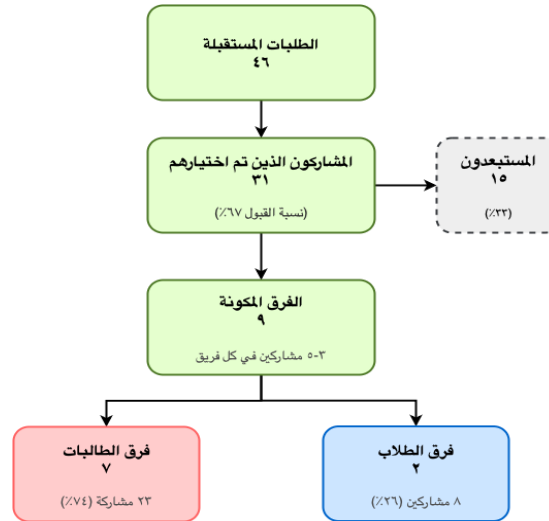 الطلبات المستقبلة
٤٦
المشاركون الذين تم اختيارهم
٣١
(نسبة القبول ٦٧٪)
المستبعدون
١٥
(٣٣٪)
الفرق المكونة
٩
٣-٥ مشاركين في كل فريق
فرق الطلاب
٢
٨ مشاركين (٢٦٪)
فرق الطالبات
٧
٢٣ مشاركة (٧٤٪)